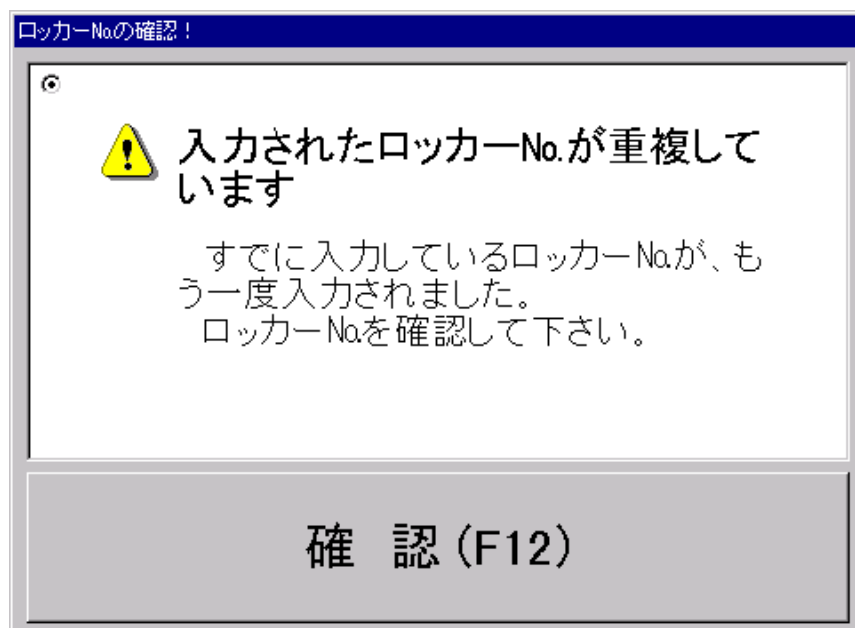 ロッカー№の確認！
入力されたロッカー№が重複して
います
すでに入力しているロッカー№が、も
う一度入力されました。
ロッカー№を確認して下さい。
確 認(F12)